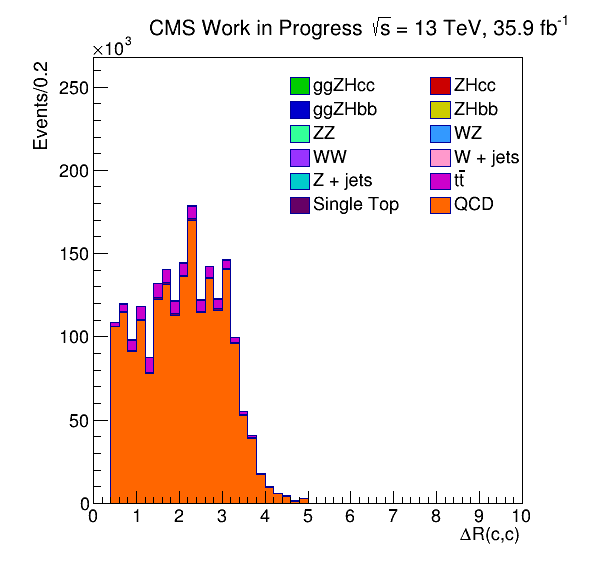 CMS Work in Progress √s = 13 TeV, 35.9 fb⁻¹
×10³
Events/0.2
250
200
150
100
50
0
ggZHcc ZHcc
ggZHbb ZHbb
ZZ WZ
WW W + jets
Z + jets tt̄
Single Top QCD
0 1 2 3 4 5 6 7 8 9 10
ΔR(c,c)